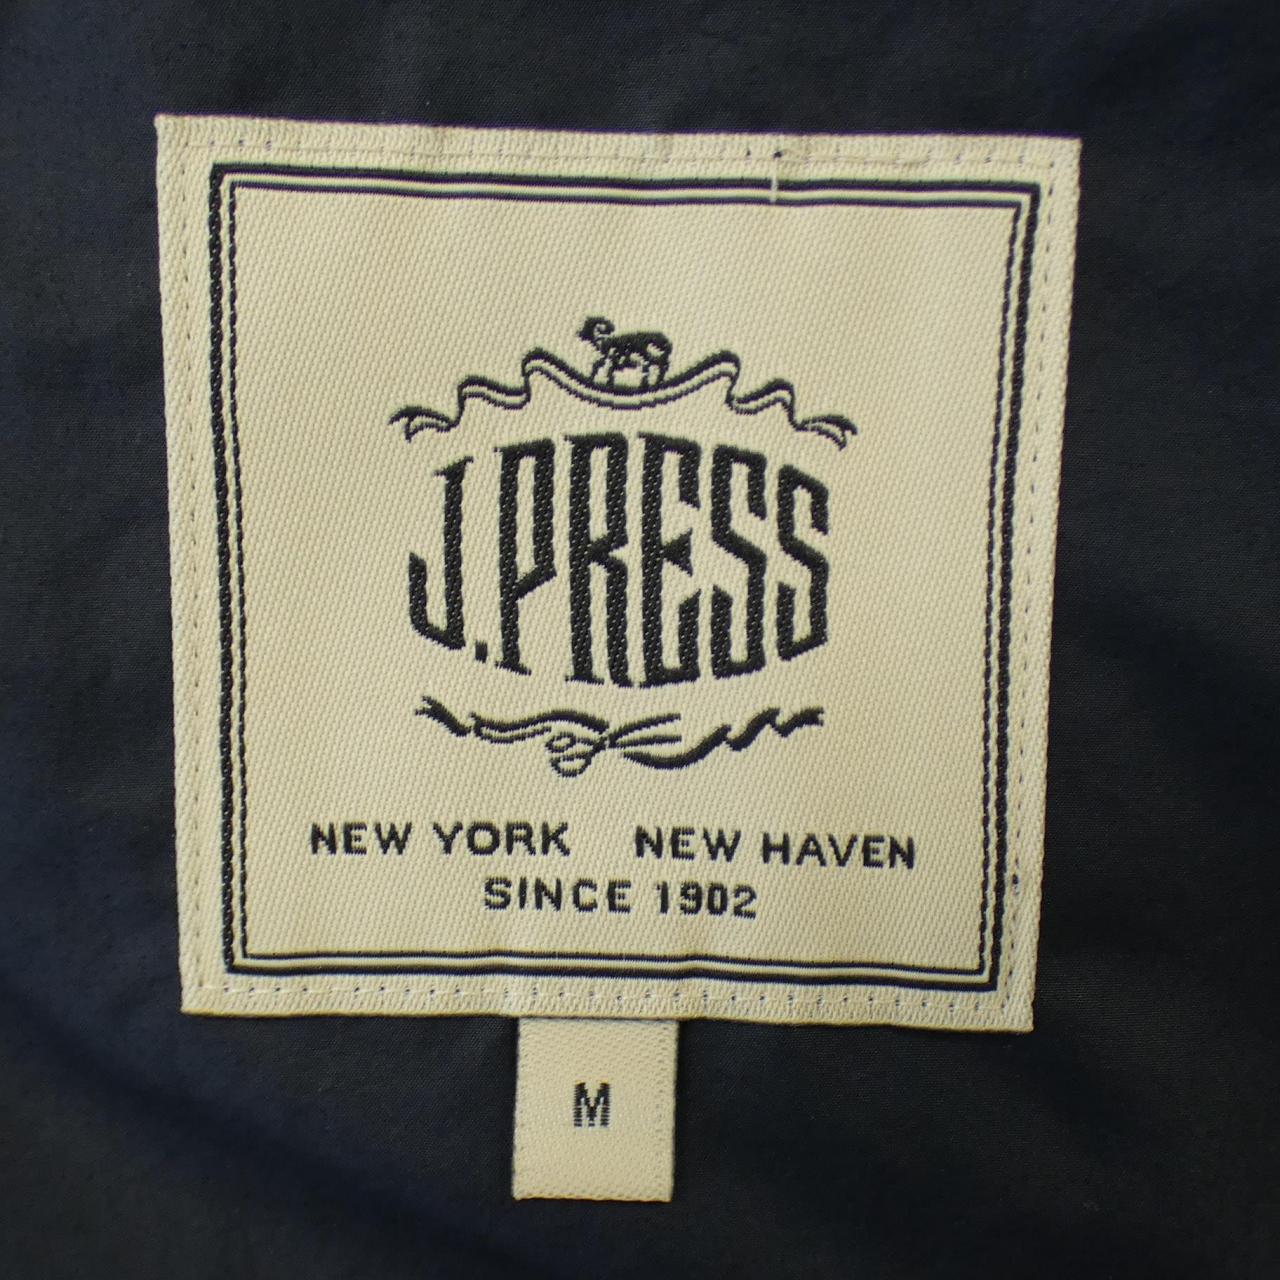 J.PRESS
NEW YORK NEW HAVEN
SINCE 1902
M